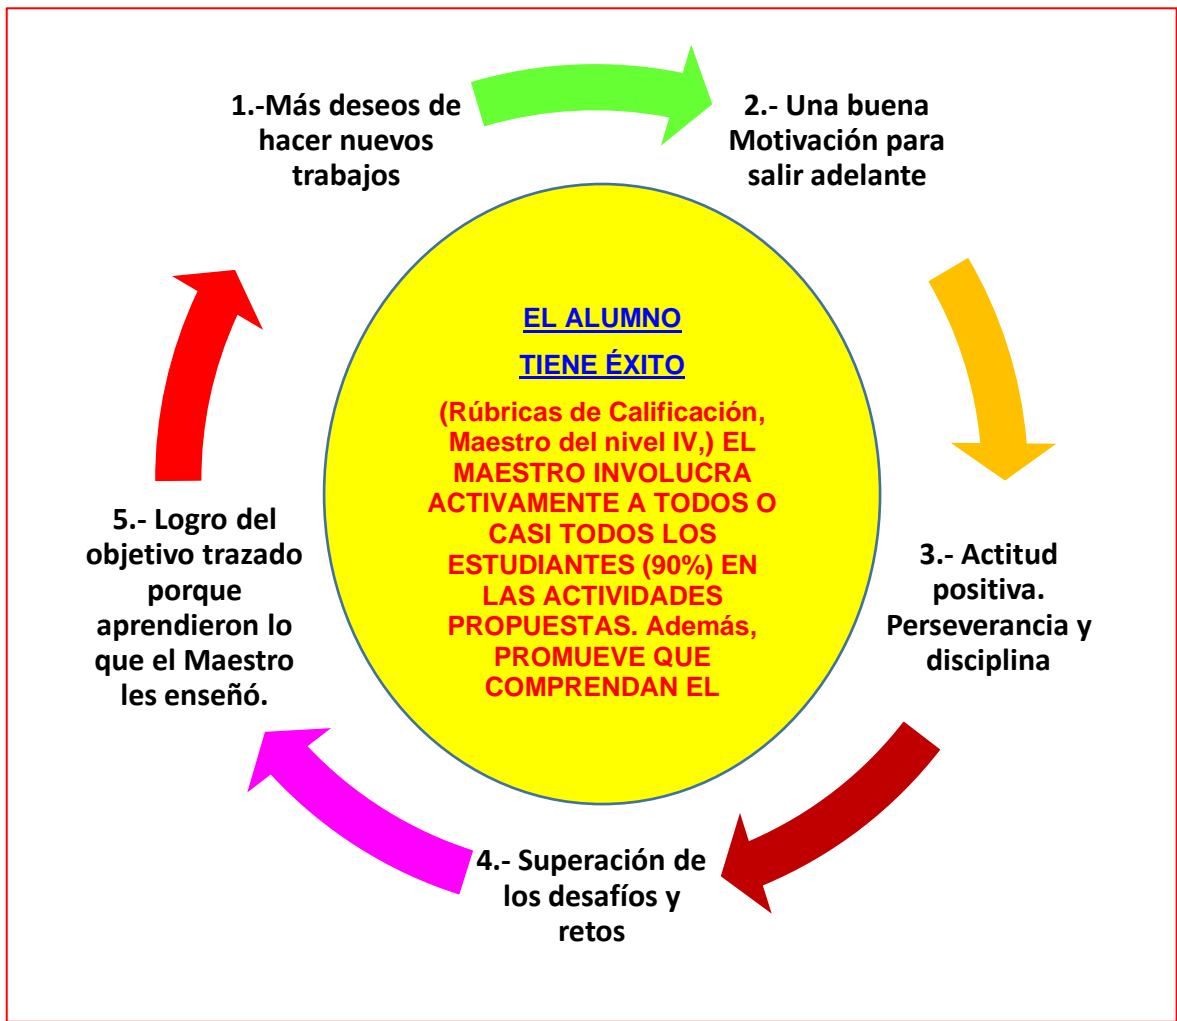 1.-Más deseos de
hacer nuevos
trabajos
2.- Una buena
Motivación para
salir adelante
EL ALUMNO
TIENE ÉXITO
(Rúbricas de Calificación,
Maestro del nivel IV,) EL
MAESTRO INVOLUCRA
ACTIVAMENTE A TODOS O
CASI TODOS LOS
ESTUDIANTES (90%) EN
LAS ACTIVIDADES
PROPUESTAS. Además,
PROMUEVE QUE
COMPRENDAN EL
3.- Actitud
positiva.
Perseverancia y
disciplina
4.- Superación de
los desafíos y
retos
5.- Logro del
objetivo trazado
porque
aprendieron lo
que el Maestro
les enseñó.